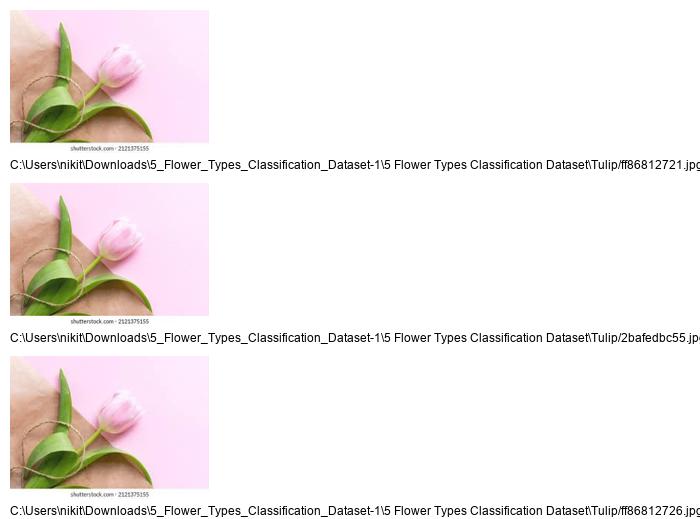 shutterstock.com · 2121375155
C:\Users\nikit\Downloads\5_Flower_Types_Classification_Dataset-1\5 Flower Types Classification Dataset\Tulip/ff86812721.jpg
shutterstock.com · 2121375155
C:\Users\nikit\Downloads\5_Flower_Types_Classification_Dataset-1\5 Flower Types Classification Dataset\Tulip/2bafedbc55.jp
shutterstock.com · 2121375155
C:\Users\nikit\Downloads\5_Flower_Types_Classification_Dataset-1\5 Flower Types Classification Dataset\Tulip/ff86812726.jpg